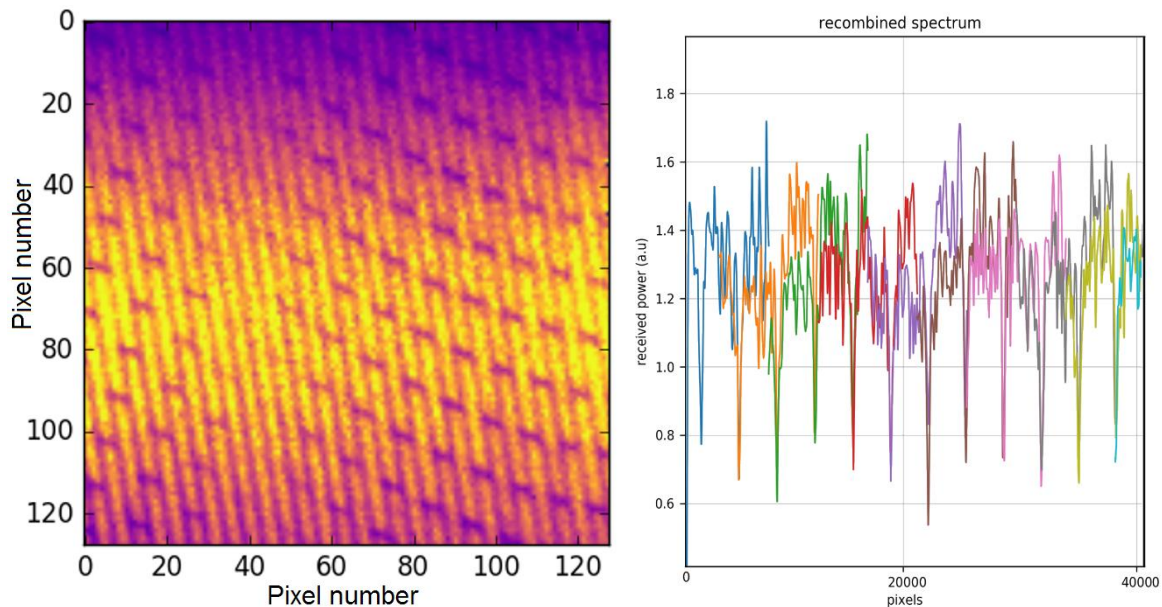 0
20
40
60
80
100
120
Pixel number
0 20 40 60 80 100 120
Pixel number
recombined spectrum
1.8
1.6
1.4
1.2
1.0
0.8
0.6
received power (a.u)
0 20000 40000
pixels